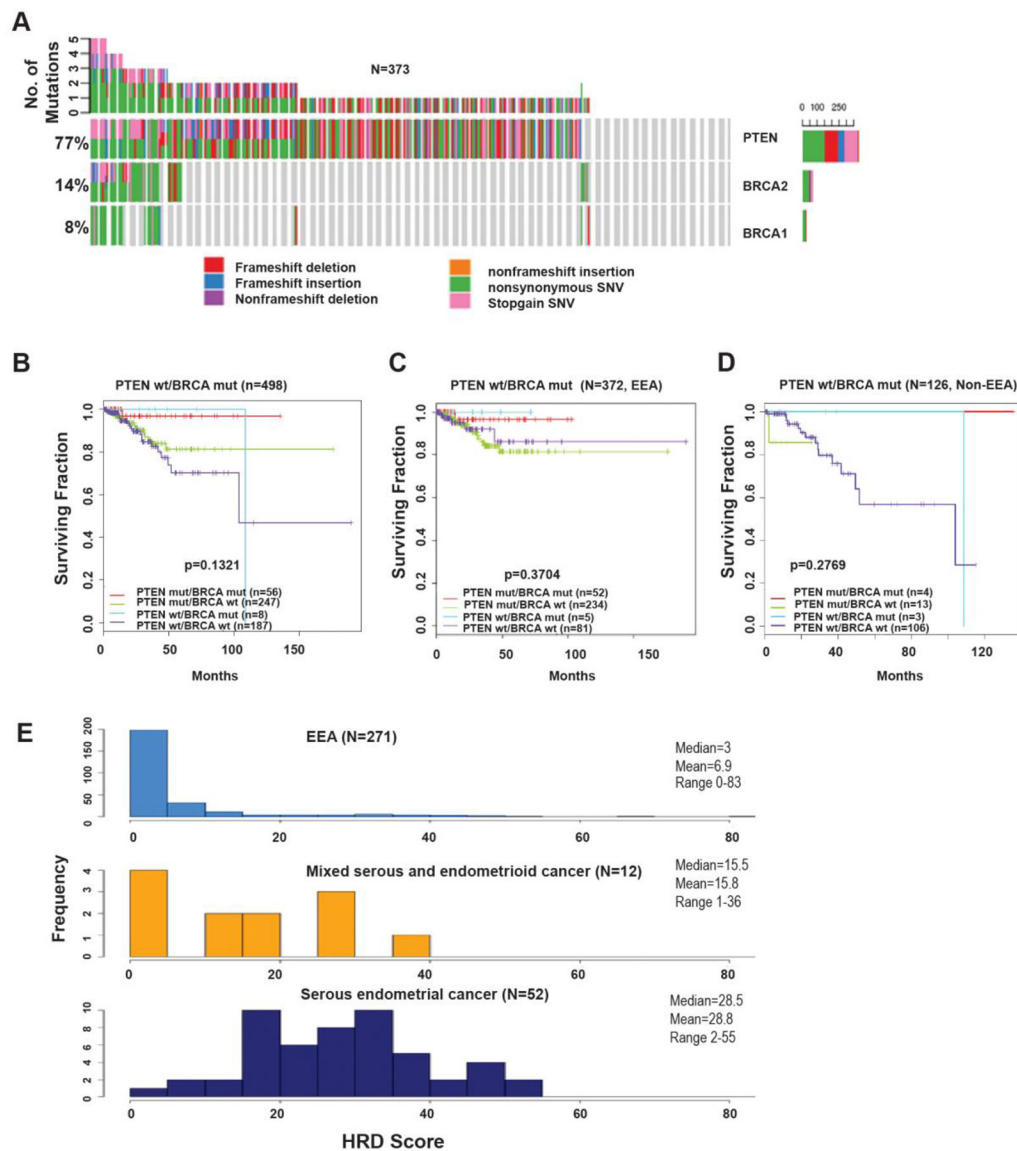 A
No. of
Mutations
0 1 2 3 4 5
N=373
0 100 250
77%
PTEN
14%
BRCA2
8%
BRCA1
Frameshift deletion
Frameshift insertion
Nonframeshift deletion
nonframeshift insertion
nonsynonymous SNV
Stopgain SNV
B
PTEN wt/BRCA mut (n=498)
Surviving Fraction
0.0 0.2 0.4 0.6 0.8 1.0
p=0.1321
PTEN mut/BRCA mut (n=56)
PTEN mut/BRCA wt (n=247)
PTEN wt/BRCA mut (n=8)
PTEN wt/BRCA wt (n=187)
0 50 100 150
Months
C
PTEN wt/BRCA mut (N=372, EEA)
Surviving Fraction
0.0 0.2 0.4 0.6 0.8 1.0
p=0.3704
PTEN mut/BRCA mut (n=52)
PTEN mut/BRCA wt (n=234)
PTEN wt/BRCA mut (n=5)
PTEN wt/BRCA wt (n=81)
0 50 100 150
Months
D
PTEN wt/BRCA mut (N=126, Non-EEA)
Surviving Fraction
0.0 0.2 0.4 0.6 0.8 1.0
p=0.2769
PTEN mut/BRCA mut (n=4)
PTEN mut/BRCA wt (n=13)
PTEN wt/BRCA mut (n=3)
PTEN wt/BRCA wt (n=106)
0 20 40 60 80 120
Months
E
EEA (N=271)
Median=3
Mean=6.9
Range 0-83
0 50 100 150 200
0 20 40 60 80
Mixed serous and endometrioid cancer (N=12)
Median=15.5
Mean=15.8
Range 1-36
Frequency
0 1 2 3 4
0 20 40 60 80
Serous endometrial cancer (N=52)
Median=28.5
Mean=28.8
Range 2-55
0 2 4 6 8 10
0 20 40 60 80
HRD Score